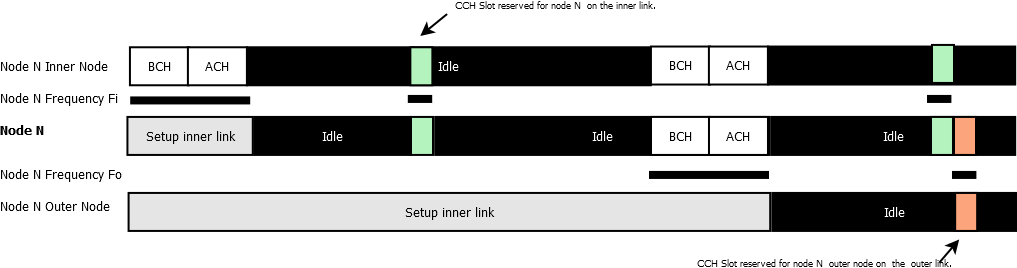 CCH Slot reserved for node N on the inner link.
Node N Inner Node BCH ACH Idle BCH ACH
Node N Frequency Fi
Node N Setup inner link Idle Idle BCH ACH Idle
Node N Frequency Fo
Node N Outer Node Setup inner link Idle
CCH Slot reserved for node N outer node on the outer link.